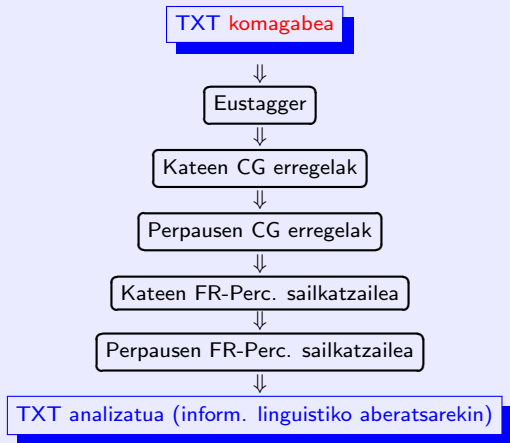 TXT komagabea
⇓
Eustagger
⇓
Kateen CG erregelak
⇓
Perpausen CG erregelak
⇓
Kateen FR-Perc. sailkatzailea
⇓
Perpausen FR-Perc. sailkatzailea
⇓
TXT analizatua (inform. linguistiko aberatsarekin)